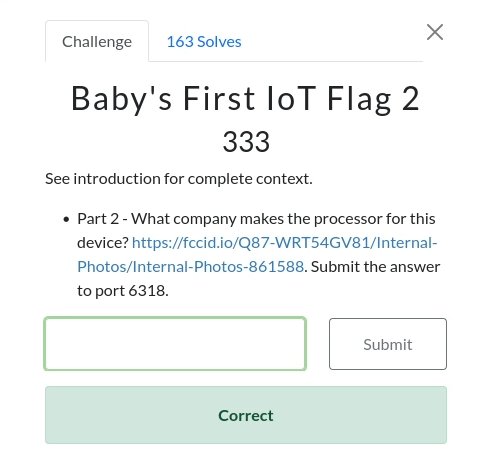 Challenge
163 Solves
Baby's First IoT Flag 2
333
See introduction for complete context.
• Part 2 - What company makes the processor for this
device? https://fccid.io/Q87-WRT54GV81/Internal-
Photos/Internal-Photos-861588. Submit the answer
to port 6318.
Submit
Correct